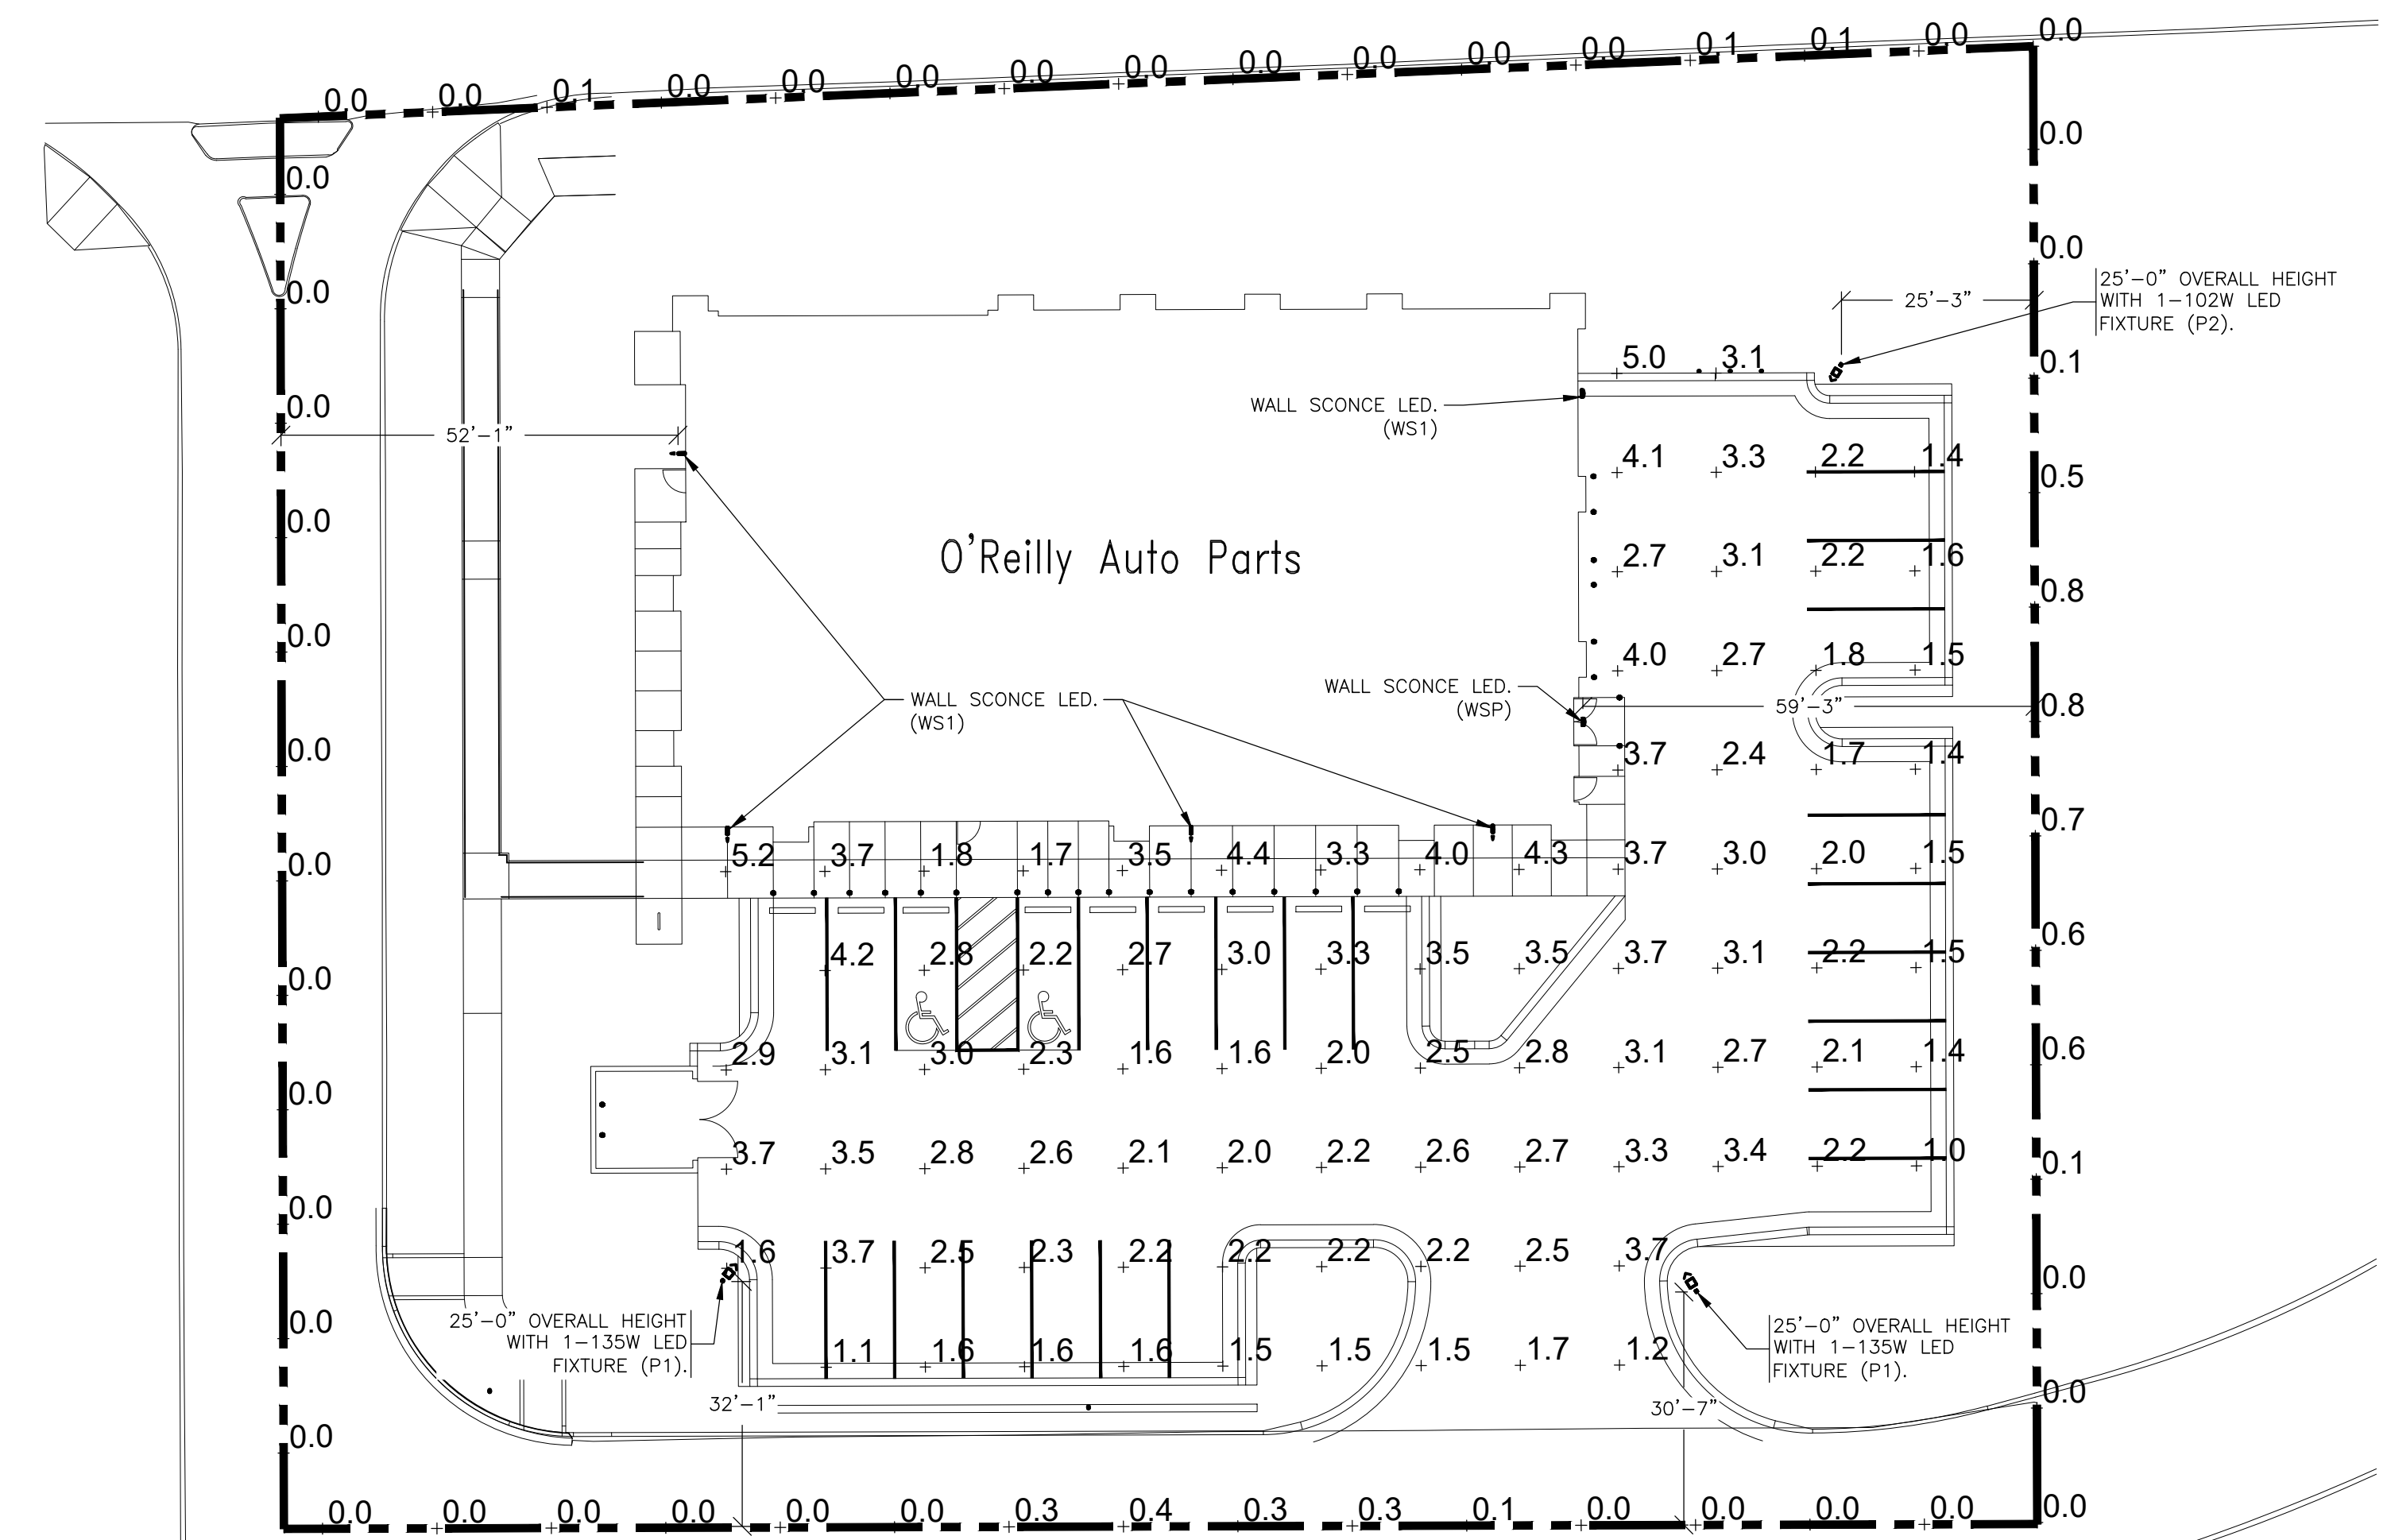 0.0 0.0 0.1 0.0 0.0 0.0 0.0 0.0 0.0 0.0 0.0 0.0 0.1 0.1 0.0 0.0
0.0 0.0
0.0 0.0
25'-0" OVERALL HEIGHT
WITH 1-102W LED
FIXTURE (P2).
25'-3"
5.0 3.1 0.1
WALL SCONCE LED.
(WS1)
0.0
52'-1"
4.1 3.3 2.2 1.4 0.5
0.0
O'Reilly Auto Parts
2.7 3.1 2.2 1.6 0.8
0.0
4.0 2.7 1.8 1.5
WALL SCONCE LED.
(WS1)
WALL SCONCE LED.
(WSP)
59'-3"
0.8
0.0 3.7 2.4 1.7 1.4
0.7
0.0 5.2 3.7 1.8 1.7 3.5 4.4 3.3 4.0 4.3 3.7 3.0 2.0 1.5
0.6
0.0 4.2 2.8 2.2 2.7 3.0 3.3 3.5 3.5 3.7 3.1 2.2 1.5
0.6
0.0 2.9 3.1 3.0 2.3 1.6 1.6 2.0 2.5 2.8 3.1 2.7 2.1 1.4
3.7 3.5 2.8 2.6 2.1 2.0 2.2 2.6 2.7 3.3 3.4 2.2 1.0 0.1
0.0
1.6 3.7 2.5 2.3 2.2 2.2 2.2 2.2 2.5 3.7 0.0
0.0
25'-0" OVERALL HEIGHT
WITH 1-135W LED
FIXTURE (P1).
1.1 1.6 1.6 1.6 1.5 1.5 1.5 1.7 1.2
25'-0" OVERALL HEIGHT
WITH 1-135W LED
FIXTURE (P1).
0.0
32'-1"
30'-7"
0.0
0.0 0.0 0.0 0.0 0.0 0.0 0.3 0.4 0.3 0.3 0.1 0.0 0.0 0.0 0.0 0.0